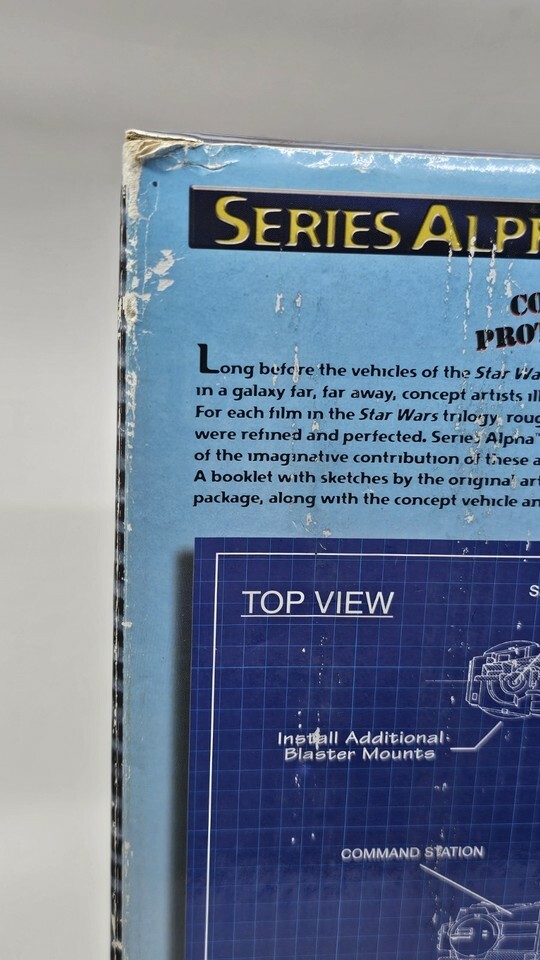 SERIES ALP
CO
PROT
Long before the vehicles of the Star Wa
in a galaxy far, far away, concept artists ill
For each film in the Star Wars trilogy, roug
were refined and perfected. Series Alpha™
of the imaginative contribution of these a
A booklet with sketches by the original art
package, along with the concept vehicle an
TOP VIEW
S
Install Additional
Blaster Mounts
COMMAND STATION